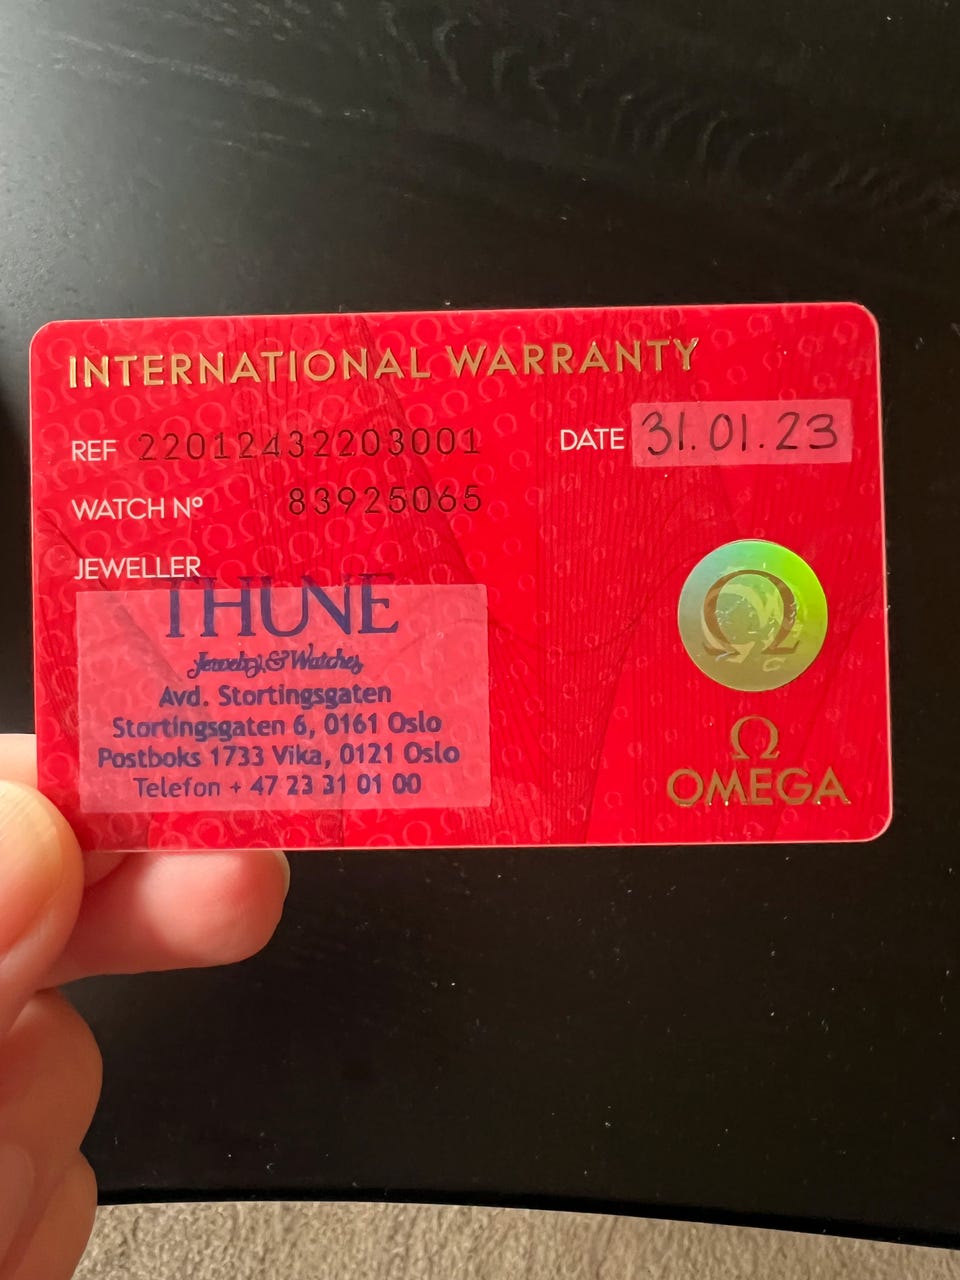 INTERNATIONAL WARRANTY
REF 22012432203001
DATE 31.01.23
WATCH Nº 83925065
JEWELLER
THUNE
Jewelry & Watches
Avd. Stortingsgaten
Stortingsgaten 6, 0161 Oslo
Postboks 1733 Vika, 0121 Oslo
Telefon + 47 23 31 01 00
Ω
Ω
OMEGA